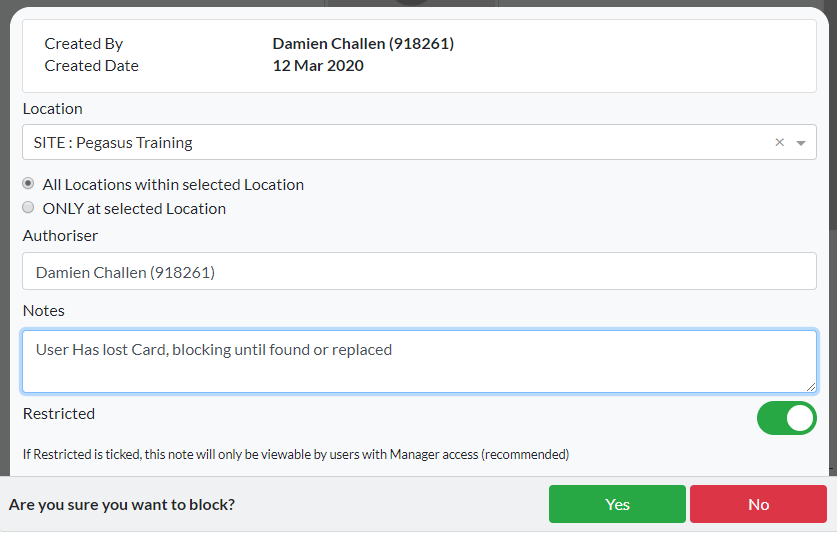 Created By Damien Challen (918261)
Created Date 12 Mar 2020
Location
SITE : Pegasus Training
All Locations within selected Location
ONLY at selected Location
Authoriser
Damien Challen (918261)
Notes
User Has lost Card, blocking until found or replaced
Restricted
If Restricted is ticked, this note will only be viewable by users with Manager access (recommended)
Are you sure you want to block? Yes No